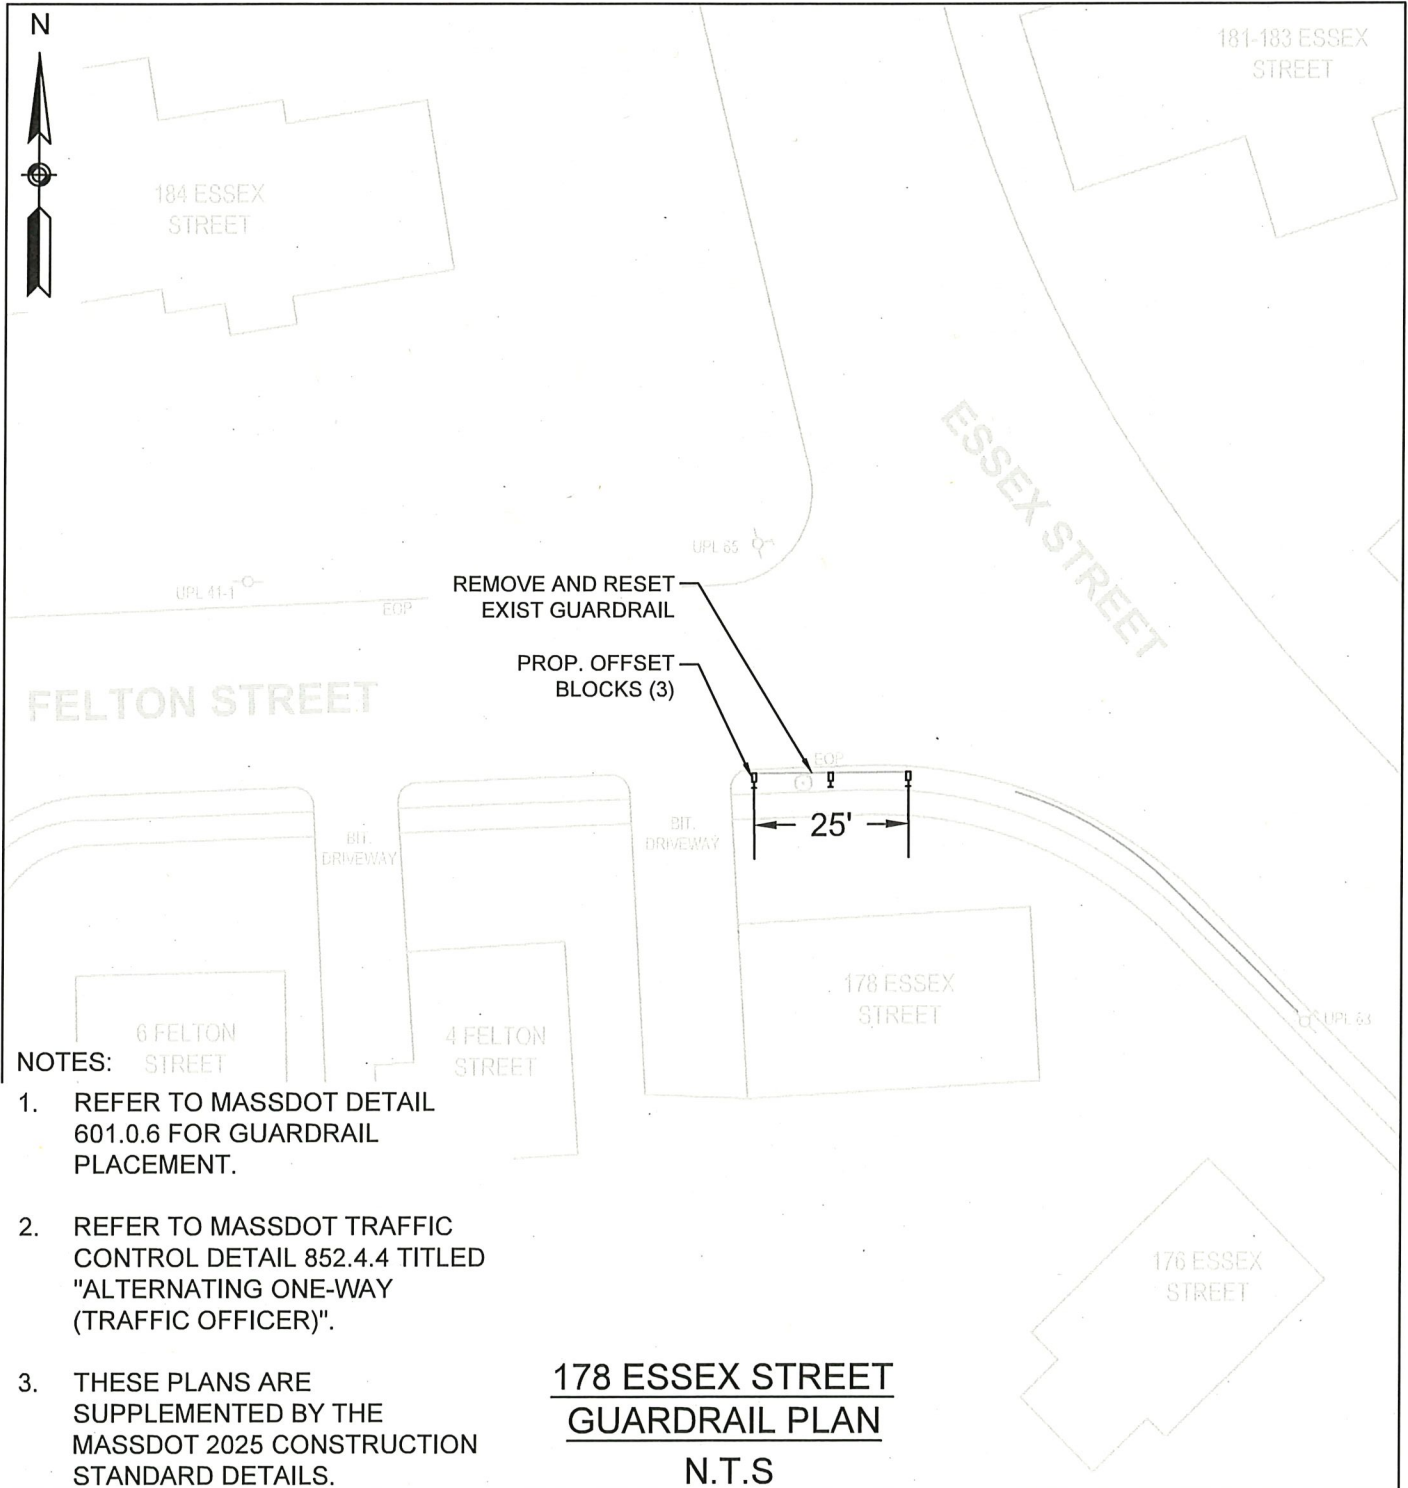 N
181-183 ESSEX
STREET
184 ESSEX
STREET
ESSEX STREET
UPL 65
UPL 41-1
EOP
REMOVE AND RESET
EXIST GUARDRAIL
PROP. OFFSET
BLOCKS (3)
FELTON STREET
EOP
25'
BIT.
DRIVEWAY
BIT.
DRIVEWAY
178 ESSEX
STREET
UPL 63
6 FELTON
STREET
4 FELTON
STREET
NOTES:
1. REFER TO MASSDOT DETAIL
601.0.6 FOR GUARDRAIL
PLACEMENT.
2. REFER TO MASSDOT TRAFFIC
CONTROL DETAIL 852.4.4 TITLED
"ALTERNATING ONE-WAY
(TRAFFIC OFFICER)".
3. THESE PLANS ARE
SUPPLEMENTED BY THE
MASSDOT 2025 CONSTRUCTION
STANDARD DETAILS.
176 ESSEX
STREET
178 ESSEX STREET
GUARDRAIL PLAN
N.T.S